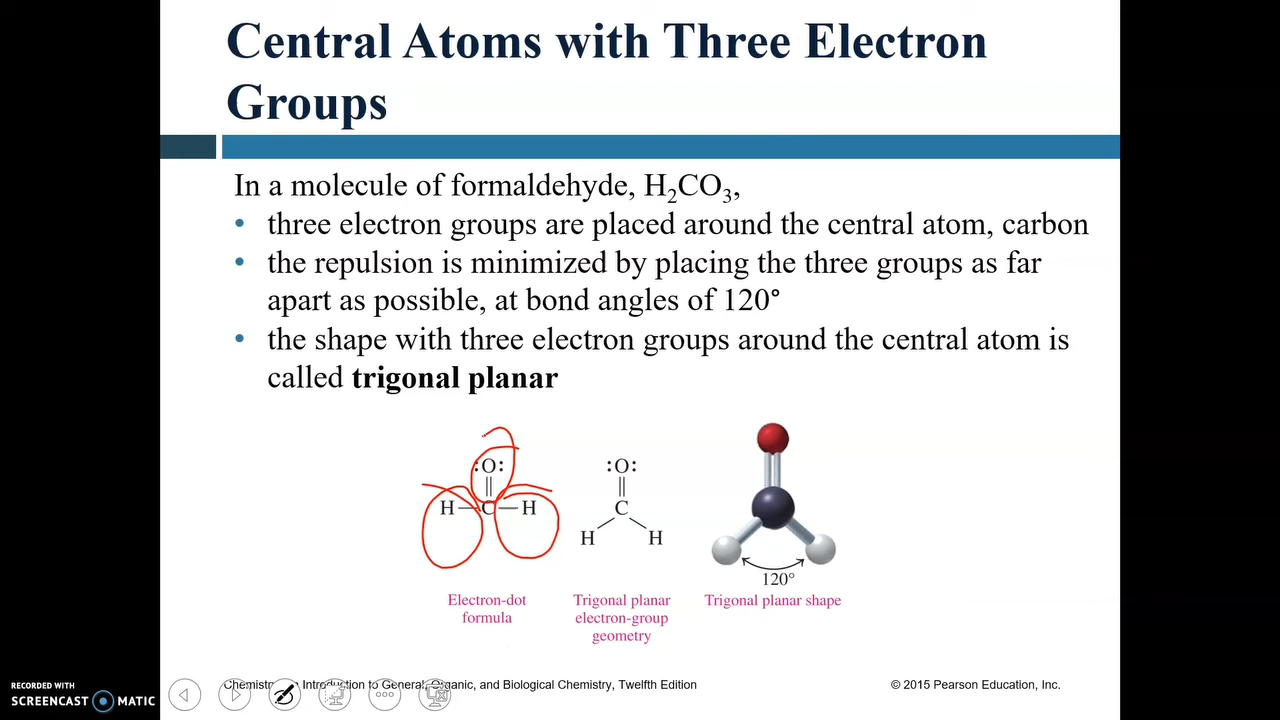 Central Atoms with Three Electron
Groups
In a molecule of formaldehyde, H₂CO₃,
• three electron groups are placed around the central atom, carbon
• the repulsion is minimized by placing the three groups as far
apart as possible, at bond angles of 120°
• the shape with three electron groups around the central atom is
called trigonal planar
:O: :O:
|| ||
H—C—H C
H H
120°
Electron-dot Trigonal planar Trigonal planar shape
formula electron-group
geometry
RECORDED WITH
SCREENCAST MATIC
Introduction to General, Organic, and Biological Chemistry, Twelfth Edition © 2015 Pearson Education, Inc.